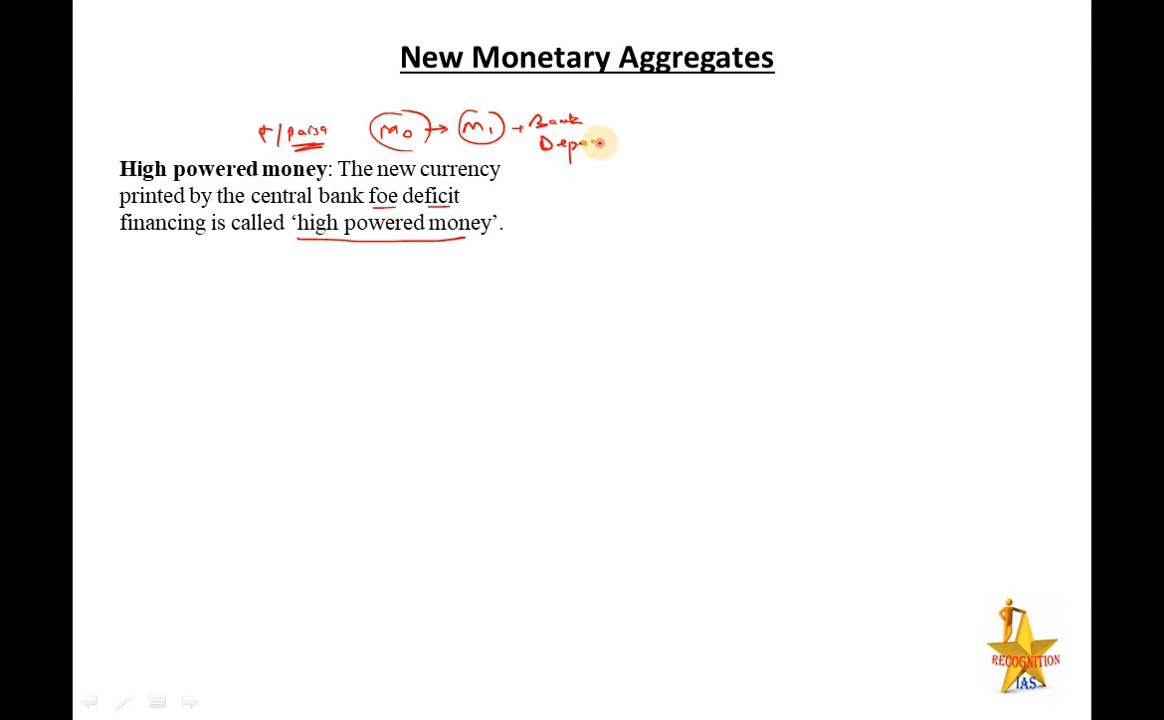 New Monetary Aggregates
₹/Paisa M0 → M1 → Bank
Depo
High powered money: The new currency
printed by the central bank foe deficit
financing is called ‘high powered money’.
RECOGNITION
IAS